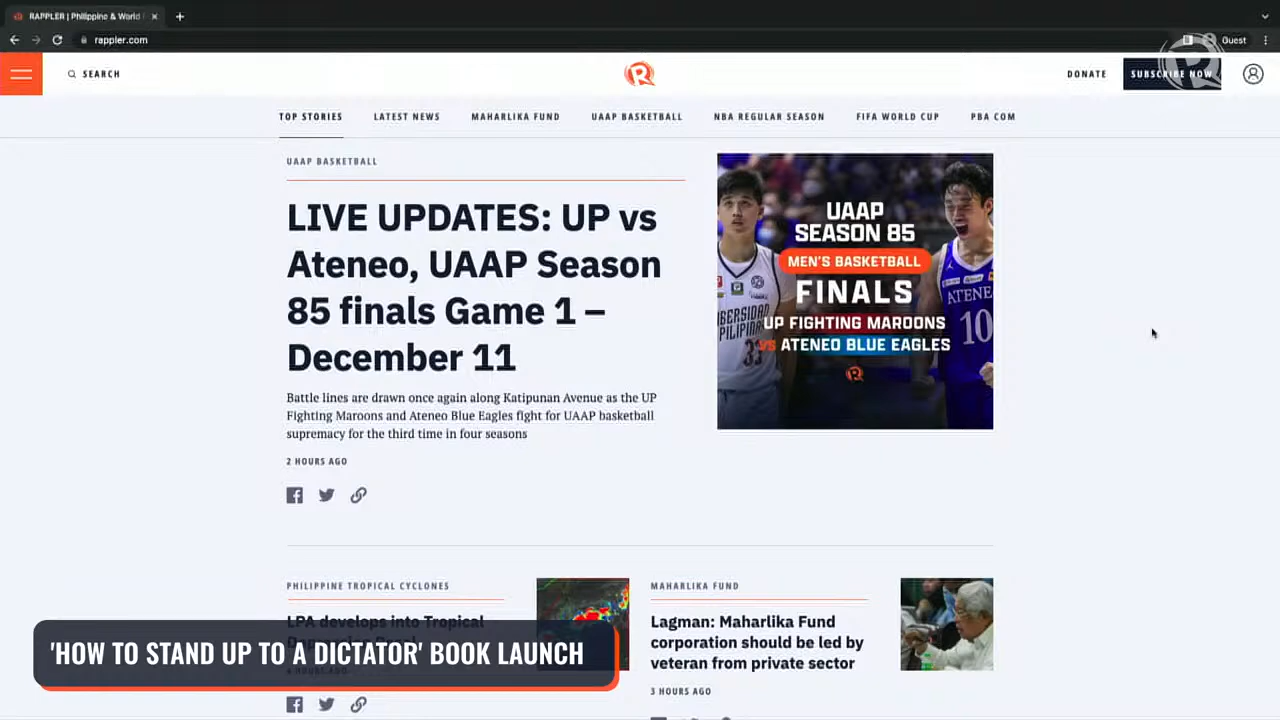 RAPPLER | Philippine & World
rappler.com
Guest
SEARCH
R
DONATE
SUBSCRIBE NOW
TOP STORIES
LATEST NEWS
MAHARLIKA FUND
UAAP BASKETBALL
NBA REGULAR SEASON
FIFA WORLD CUP
PBA COM
UAAP BASKETBALL
LIVE UPDATES: UP vs
Ateneo, UAAP Season
85 finals Game 1 –
December 11
Battle lines are drawn once again along Katipunan Avenue as the UP
Fighting Maroons and Ateneo Blue Eagles fight for UAAP basketball
supremacy for the third time in four seasons
2 HOURS AGO
UAAP
SEASON 85
MEN'S BASKETBALL
FINALS
UP FIGHTING MAROONS
VS ATENEO BLUE EAGLES
ATENEO
10
33
PHILIPPINE TROPICAL CYCLONES
LPA develops into Tropical
MAHARLIKA FUND
Lagman: Maharlika Fund
corporation should be led by
veteran from private sector
3 HOURS AGO
'HOW TO STAND UP TO A DICTATOR' BOOK LAUNCH